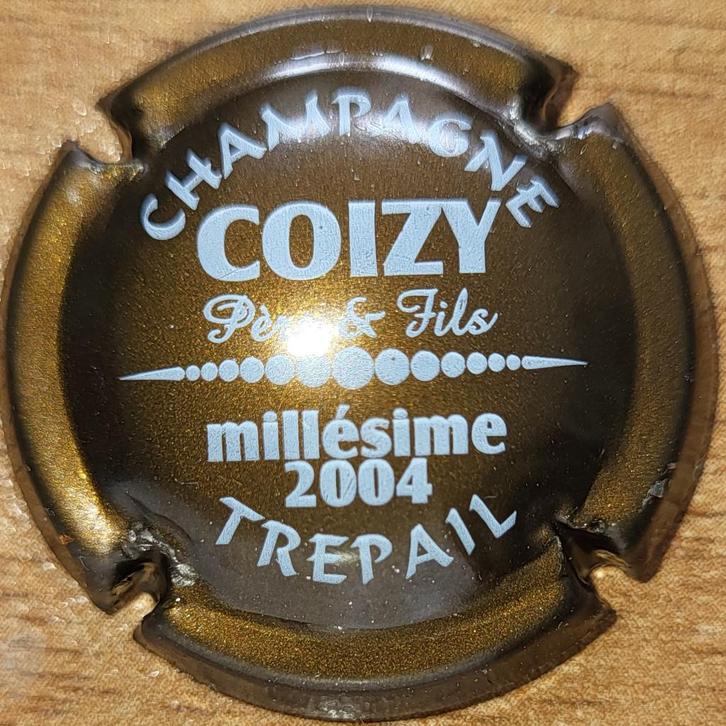 CHAMPAGNE
COIZY
Père & Fils
millésime
2004
TREPAIL